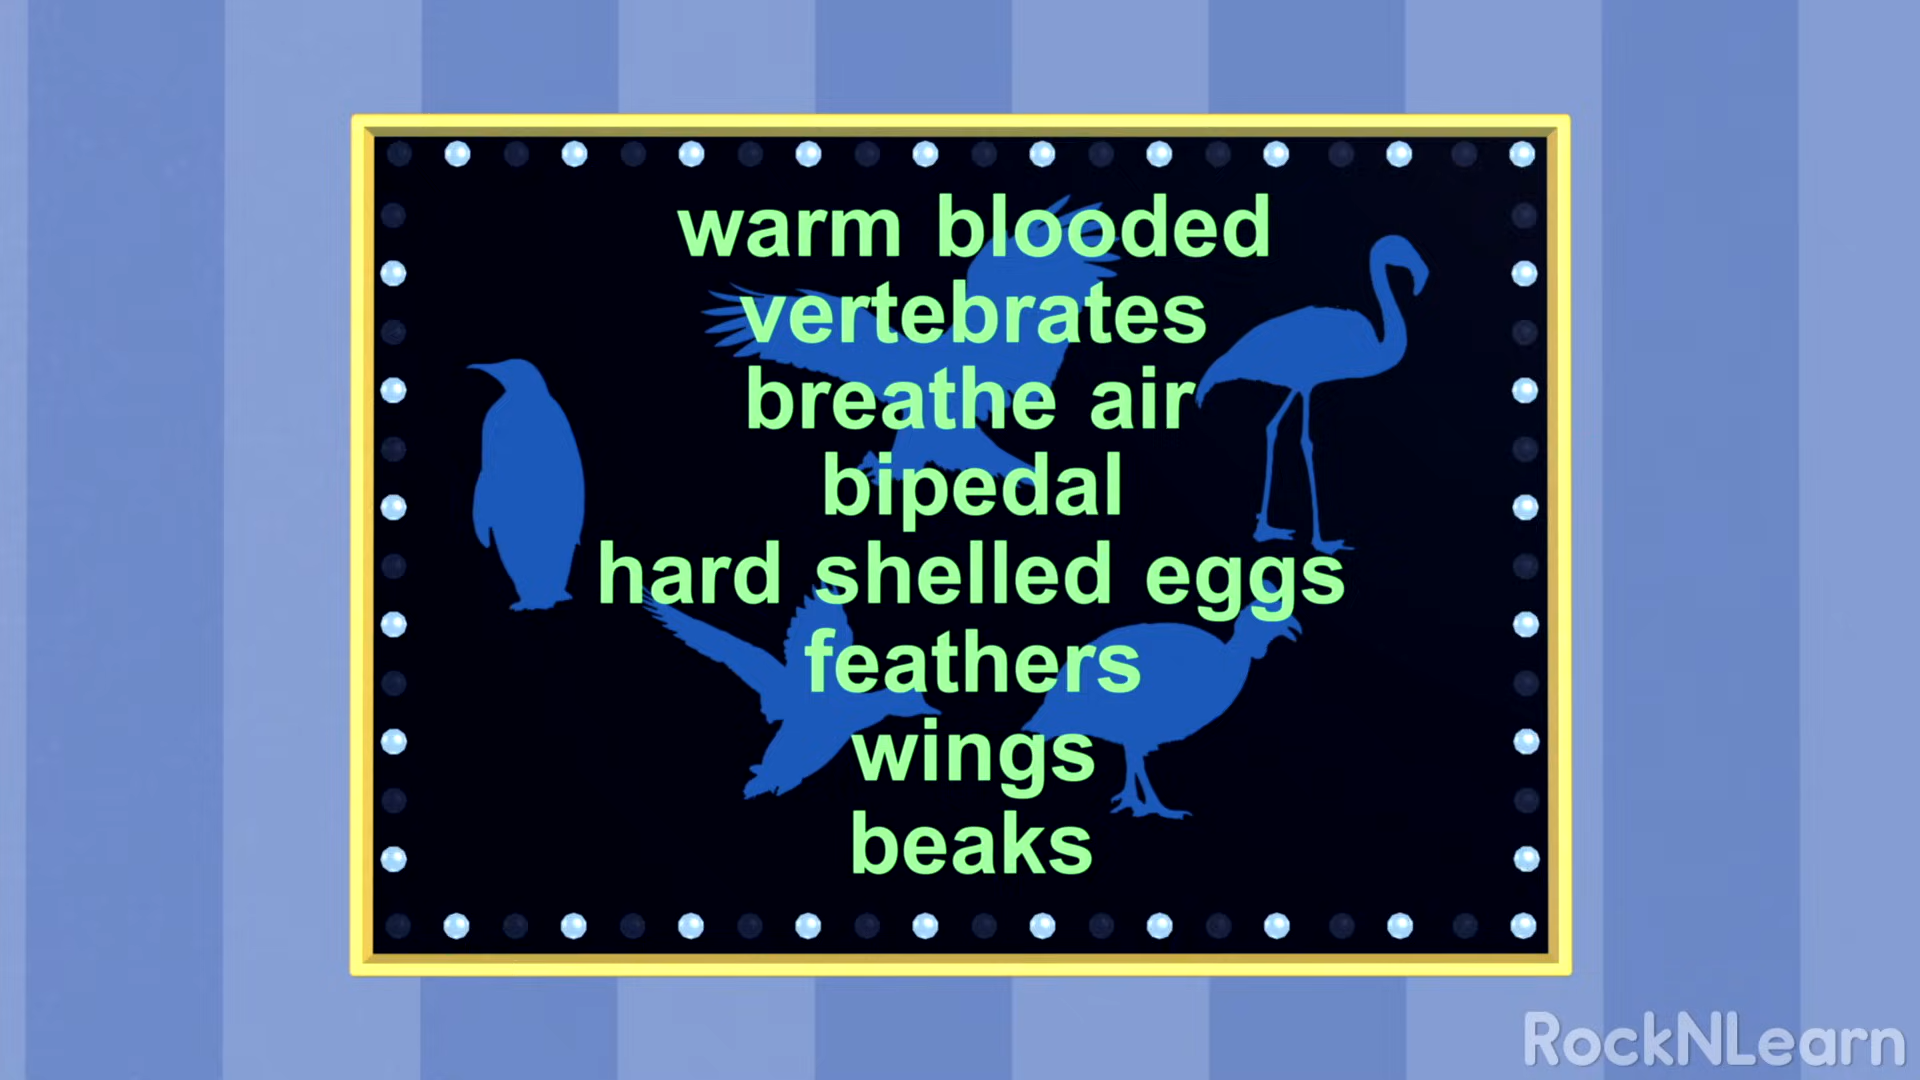 warm blooded
vertebrates
breathe air
bipedal
hard shelled eggs
feathers
wings
beaks
RockNLearn